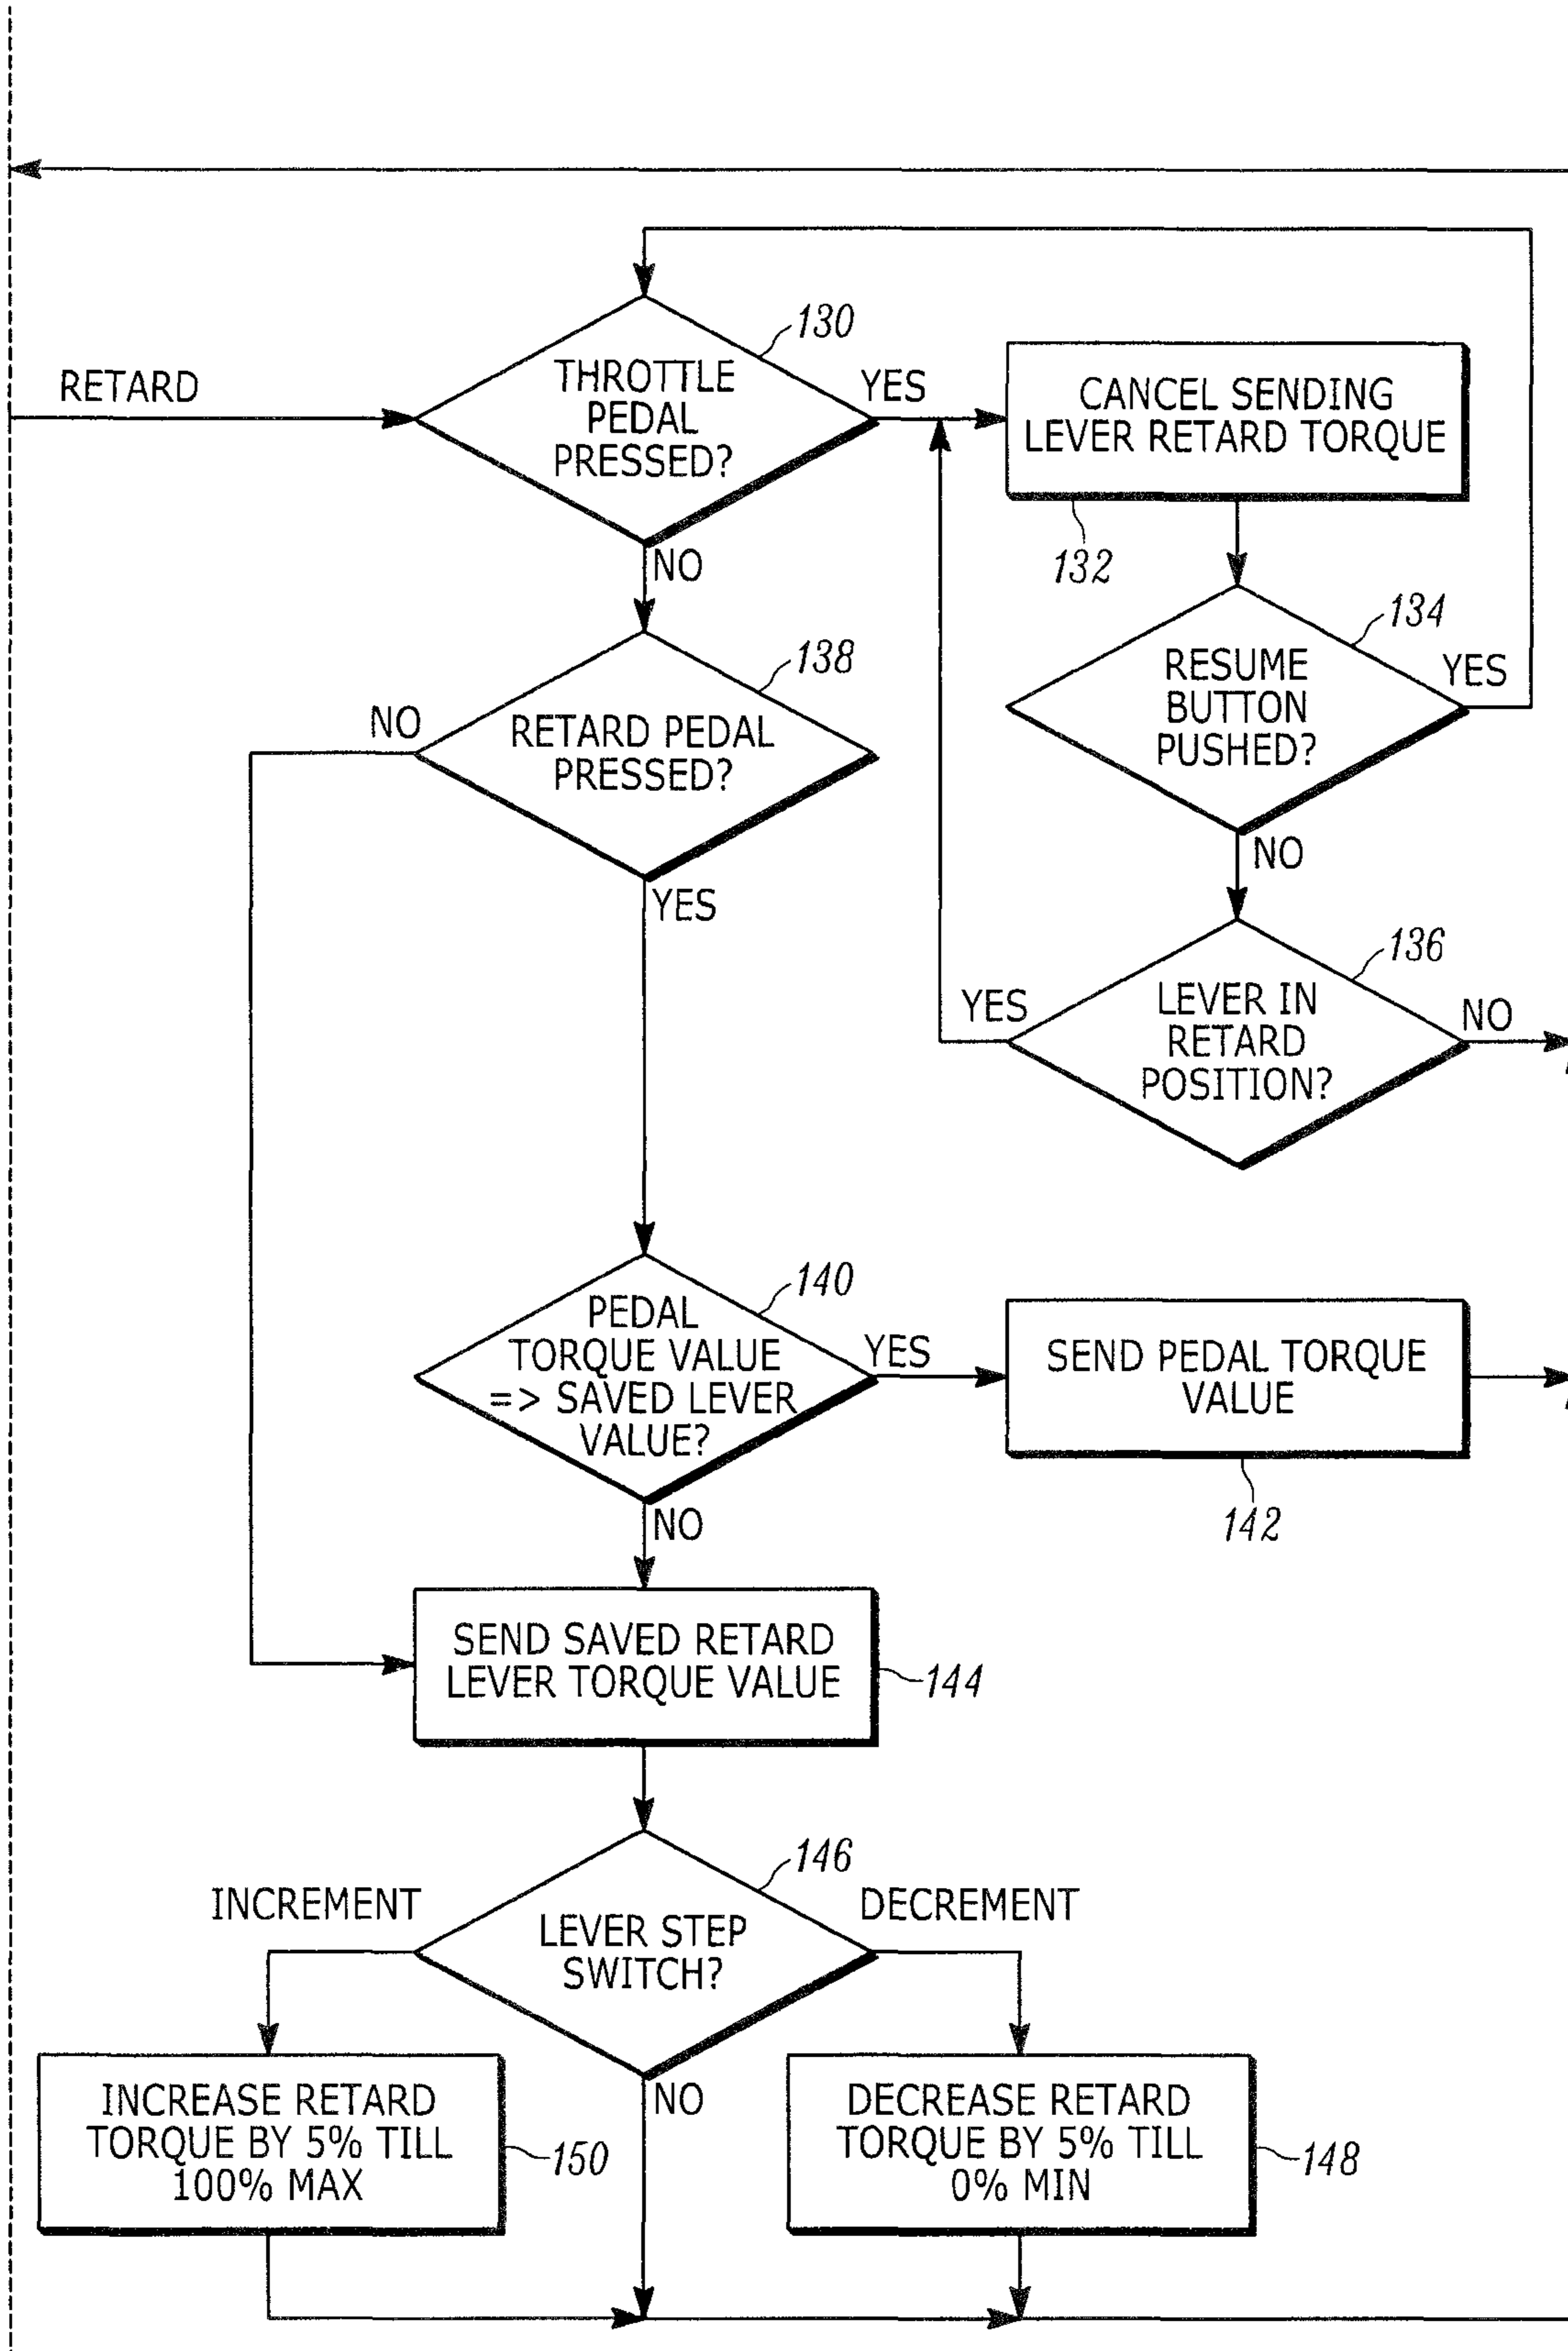 130
RETARD
THROTTLE
PEDAL
PRESSED?
YES
CANCEL SENDING
LEVER RETARD TORQUE
132
NO
134
RESUME
BUTTON
PUSHED?
YES
NO
138
NO
RETARD PEDAL
PRESSED?
YES
136
YES
LEVER IN
RETARD
POSITION?
NO
140
PEDAL
TORQUE VALUE
=> SAVED LEVER
VALUE?
YES
SEND PEDAL TORQUE
VALUE
142
NO
SEND SAVED RETARD
LEVER TORQUE VALUE
144
146
INCREMENT
LEVER STEP
SWITCH?
DECREMENT
NO
INCREASE RETARD
TORQUE BY 5% TILL
100% MAX
150
DECREASE RETARD
TORQUE BY 5% TILL
0% MIN
148